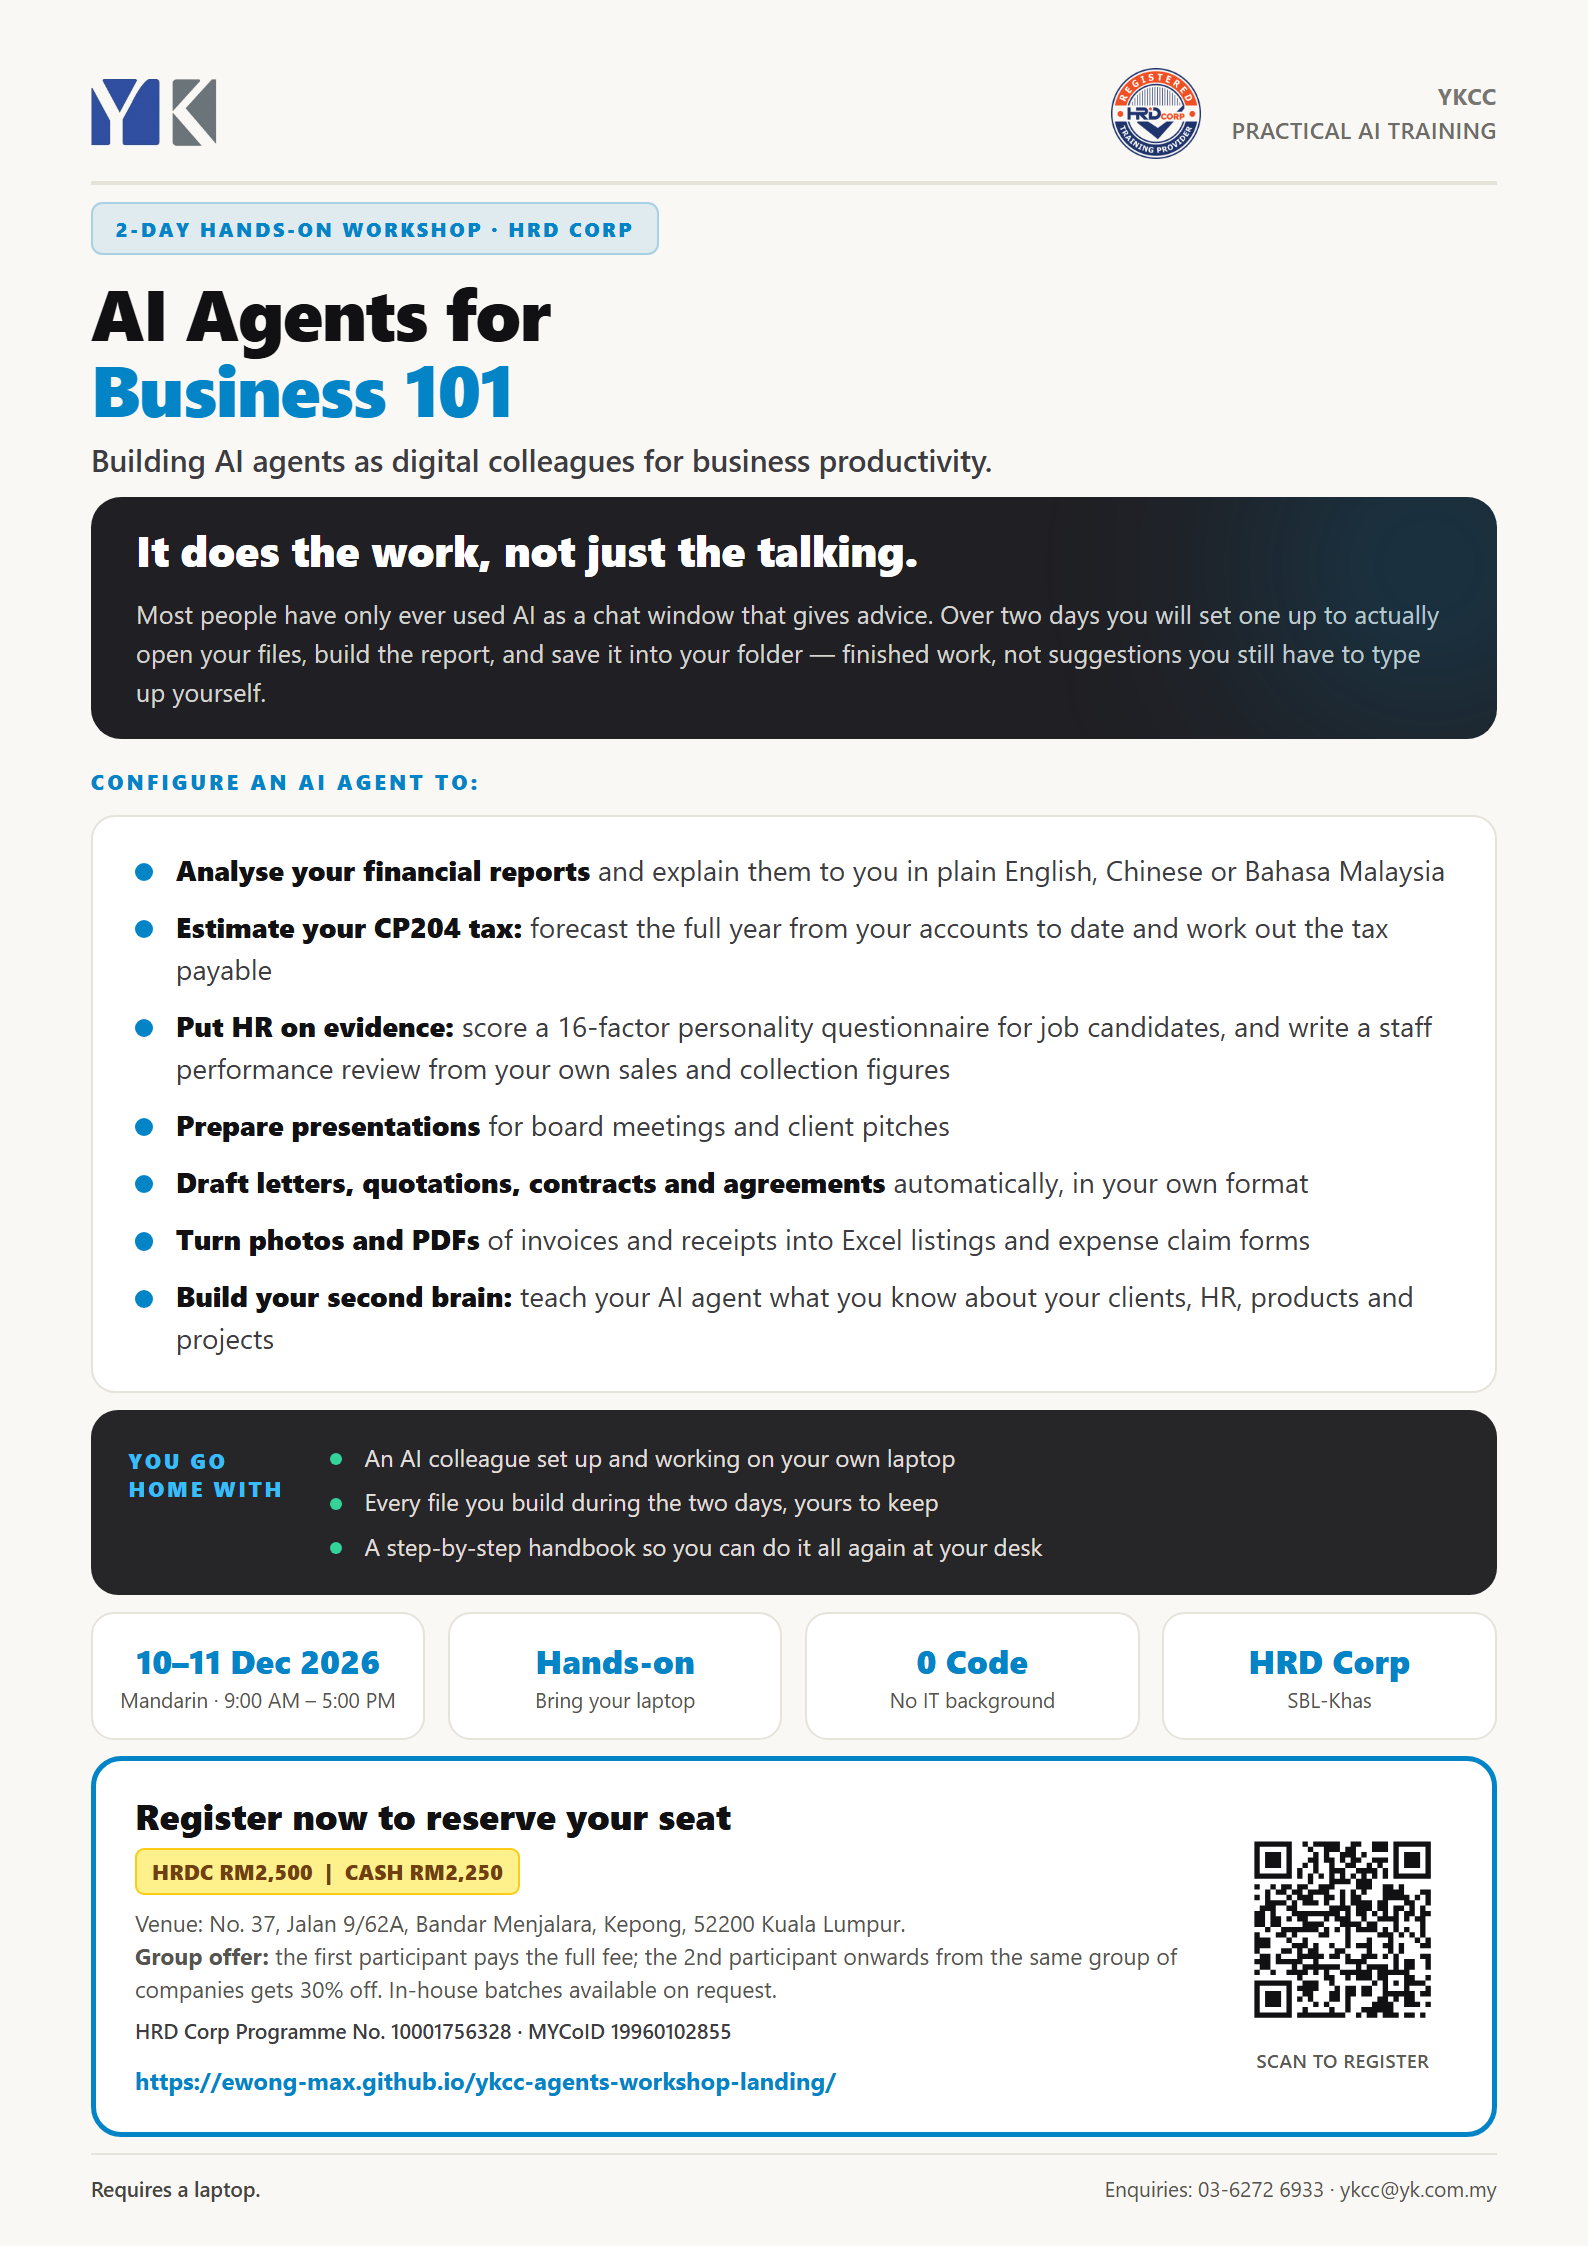 YK
REGISTERED
HRD CORP
TRAINING PROVIDER
YKCC
PRACTICAL AI TRAINING
2-DAY HANDS-ON WORKSHOP · HRD CORP
AI Agents for
Business 101
Building AI agents as digital colleagues for business productivity.
It does the work, not just the talking.
Most people have only ever used AI as a chat window that gives advice. Over two days you will set one up to actually
open your files, build the report, and save it into your folder — finished work, not suggestions you still have to type
up yourself.
CONFIGURE AN AI AGENT TO:
Analyse your financial reports and explain them to you in plain English, Chinese or Bahasa Malaysia
Estimate your CP204 tax: forecast the full year from your accounts to date and work out the tax
payable
Put HR on evidence: score a 16-factor personality questionnaire for job candidates, and write a staff
performance review from your own sales and collection figures
Prepare presentations for board meetings and client pitches
Draft letters, quotations, contracts and agreements automatically, in your own format
Turn photos and PDFs of invoices and receipts into Excel listings and expense claim forms
Build your second brain: teach your AI agent what you know about your clients, HR, products and
projects
YOU GO
HOME WITH
An AI colleague set up and working on your own laptop
Every file you build during the two days, yours to keep
A step-by-step handbook so you can do it all again at your desk
10–11 Dec 2026
Mandarin · 9:00 AM – 5:00 PM
Hands-on
Bring your laptop
0 Code
No IT background
HRD Corp
SBL-Khas
Register now to reserve your seat
HRDC RM2,500 | CASH RM2,250
Venue: No. 37, Jalan 9/62A, Bandar Menjalara, Kepong, 52200 Kuala Lumpur.
Group offer: the first participant pays the full fee; the 2nd participant onwards from the same group of
companies gets 30% off. In-house batches available on request.
HRD Corp Programme No. 10001756328 · MYCoID 19960102855
https://ewong-max.github.io/ykcc-agents-workshop-landing/
SCAN TO REGISTER
Requires a laptop.
Enquiries: 03-6272 6933 · ykcc@yk.com.my